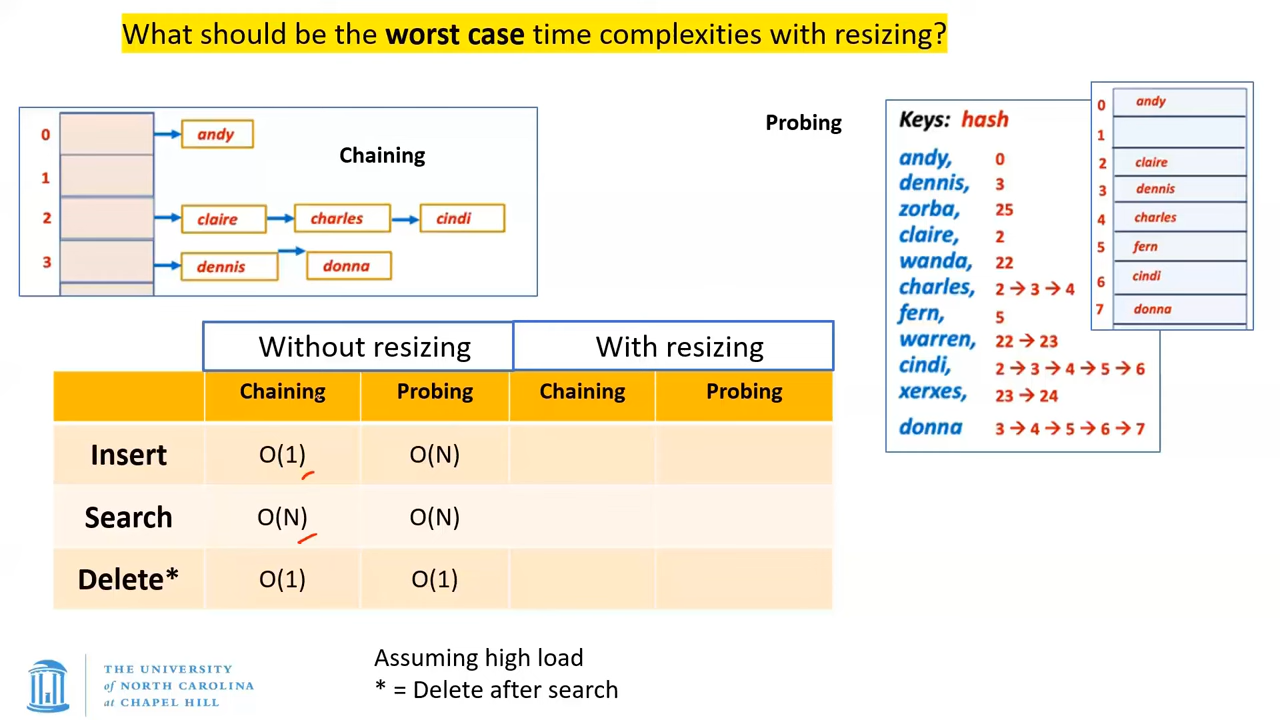 What should be the worst case time complexities with resizing?
0 andy
1
2 claire charles cindi
3 dennis donna
Chaining
Probing
Keys: hash
andy, 0
dennis, 3
zorba, 25
claire, 2
wanda, 22
charles, 2 → 3 → 4
fern, 5
warren, 22 → 23
cindi, 2 → 3 → 4 → 5 → 6
xerxes, 23 → 24
donna 3 → 4 → 5 → 6 → 7
0 andy
1
2 claire
3 dennis
4 charles
5 fern
6 cindi
7 donna
Without resizing With resizing
Chaining Probing Chaining Probing
Insert O(1) O(N)
Search O(N) O(N)
Delete* O(1) O(1)
THE UNIVERSITY
of NORTH CAROLINA
at CHAPEL HILL
Assuming high load
* = Delete after search